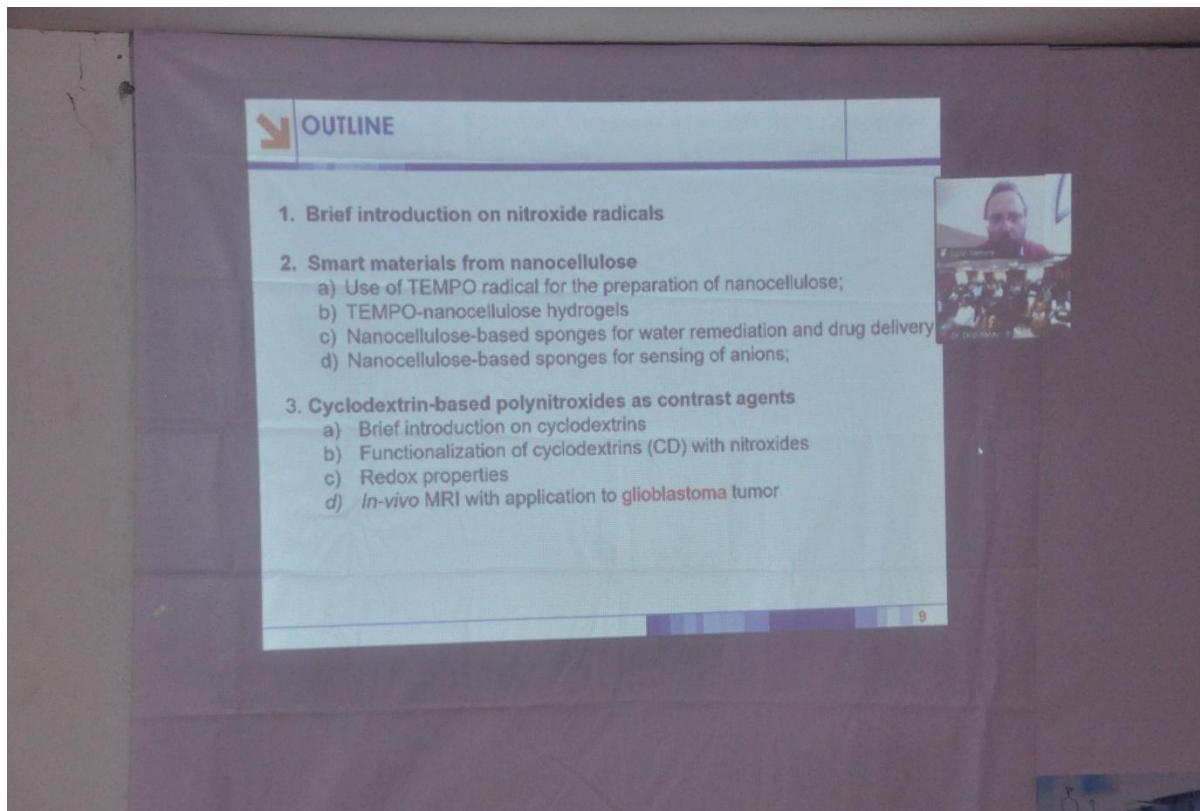 OUTLINE
1. Brief introduction on nitroxide radicals
2. Smart materials from nanocellulose
a) Use of TEMPO radical for the preparation of nanocellulose;
b) TEMPO-nanocellulose hydrogels
c) Nanocellulose-based sponges for water remediation and drug delivery
d) Nanocellulose-based sponges for sensing of anions;
3. Cyclodextrin-based polynitroxides as contrast agents
a) Brief introduction on cyclodextrins
b) Functionalization of cyclodextrins (CD) with nitroxides
c) Redox properties
d) In-vivo MRI with application to glioblastoma tumor
9